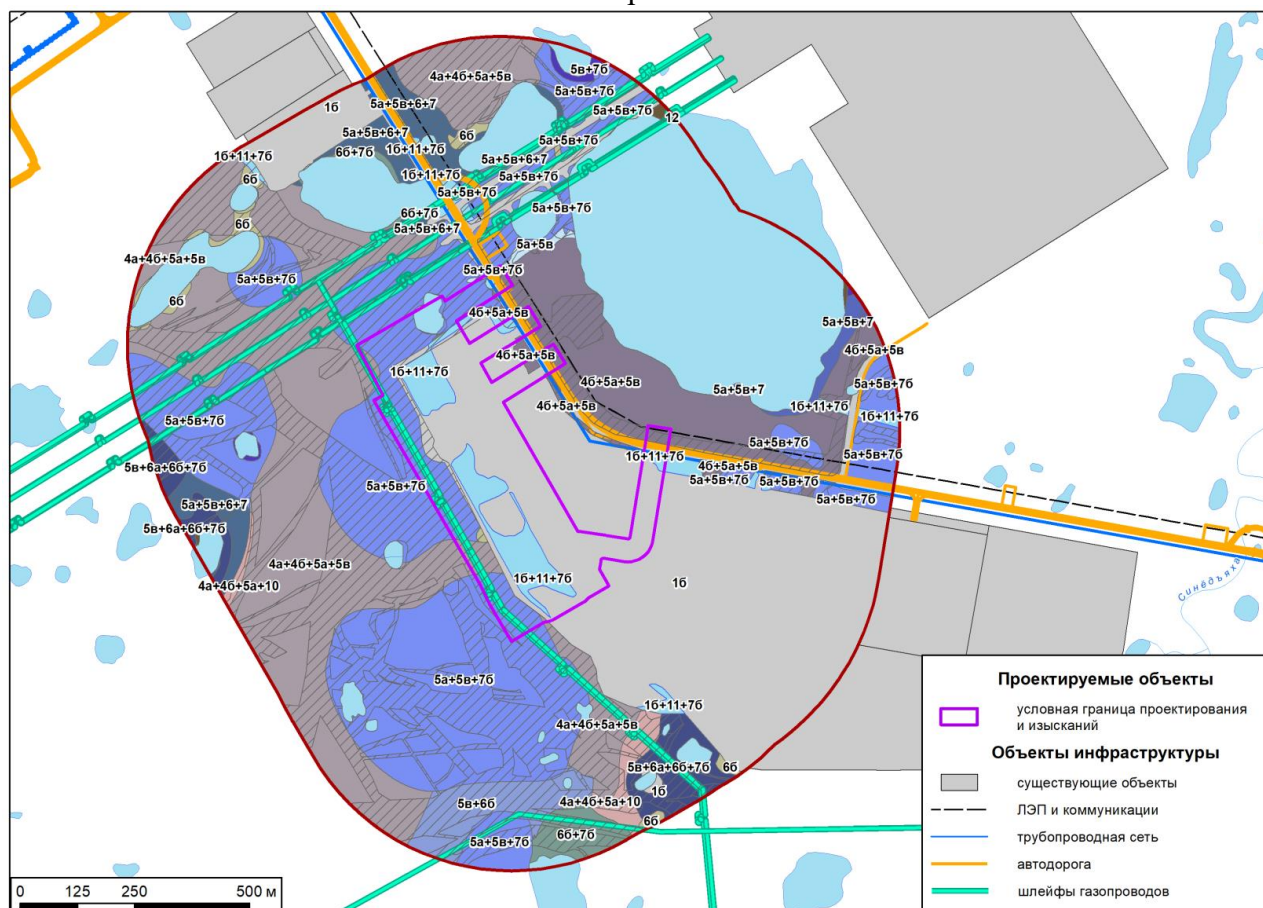 5в+7б
4а+4б+5а+5в
5а+5в+7б
5а+5в+6+7
1б
5а+5в+7б
12
5а+5в+6+7
6б
5а+5в+7б
1б+11+7б
6б+7б
1б+11+7б
5а+5в+6+7
6б
1б+11+7б
5а+5в+7б
5а+5в+7б
6б+7б
5а+5в+7б
6б
5а+5в+6+7
5а+5в
4а+4б+5а+5в
5а+5в+7б
5а+5в+7б
6б
4б+5а+5в
5а+5в+7
4б+5а+5в
4б+5а+5в
1б+11+7б
4б+5а+5в
5а+5в+7б
5а+5в+7
4б+5а+5в
1б+11+7б
1б+11+7б
5а+5в+7б
5а+5в+7б
1б+11+7б
5а+5в+7б
5в+6а+6б+7б
4б+5а+5в
5а+5в+7б
5а+5в+7б
5а+5в+7б
5а+5в+7б
5а+5в+6+7
5в+6а+6б+7б
4а+4б+5а+5в
4а+4б+5а+10
1б+11+7б
1б
Синёдъяха
5а+5в+7б
1б+11+7б
4а+4б+5а+5в
5в+6а+6б+7б
6б
1б
5в+6б
4а+4б+5а+10
6б
5а+5в+7б
6б+7б
Проектируемые объекты
условная граница проектирования
и изысканий
Объекты инфраструктуры
существующие объекты
ЛЭП и коммуникации
трубопроводная сеть
автодорога
шлейфы газопроводов
0 125 250 500 м